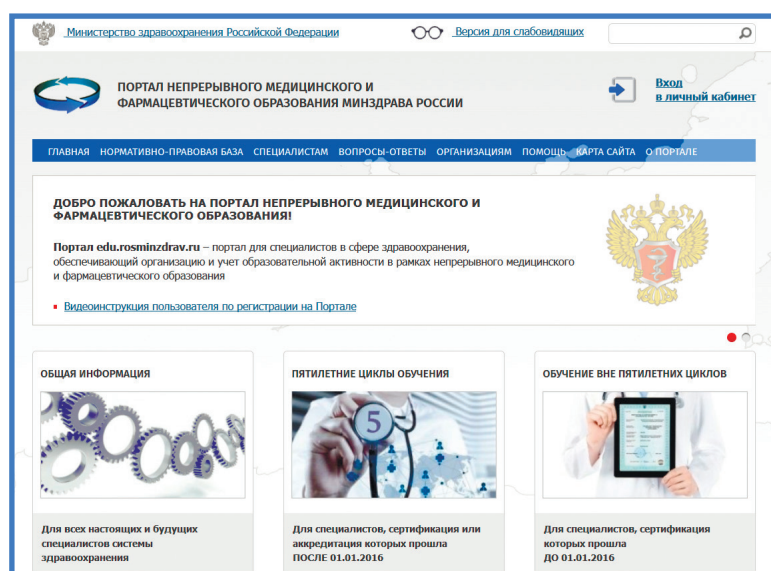 Министерство здравоохранения Российской Федерации
Версия для слабовидящих
ПОРТАЛ НЕПРЕРЫВНОГО МЕДИЦИНСКОГО И
ФАРМАЦЕВТИЧЕСКОГО ОБРАЗОВАНИЯ МИНЗДРАВА РОССИИ
Вход
в личный кабинет
ГЛАВНАЯ НОРМАТИВНО-ПРАВОВАЯ БАЗА СПЕЦИАЛИСТАМ ВОПРОСЫ-ОТВЕТЫ ОРГАНИЗАЦИЯМ ПОМОЩЬ КАРТА САЙТА О ПОРТАЛЕ
ДОБРО ПОЖАЛОВАТЬ НА ПОРТАЛ НЕПРЕРЫВНОГО МЕДИЦИНСКОГО И
ФАРМАЦЕВТИЧЕСКОГО ОБРАЗОВАНИЯ!
Портал edu.rosminzdrav.ru – портал для специалистов в сфере здравоохранения,
обеспечивающий организацию и учет образовательной активности в рамках непрерывного медицинского
и фармацевтического образования
Видеоинструкция пользователя по регистрации на Портале
ОБЩАЯ ИНФОРМАЦИЯ
Для всех настоящих и будущих
специалистов системы
здравоохранения
ПЯТИЛЕТНИЕ ЦИКЛЫ ОБУЧЕНИЯ
5
Для специалистов, сертификация или
аккредитация которых прошла
ПОСЛЕ 01.01.2016
ОБУЧЕНИЕ ВНЕ ПЯТИЛЕТНИХ ЦИКЛОВ
Для специалистов, сертификация
которых прошла
ДО 01.01.2016